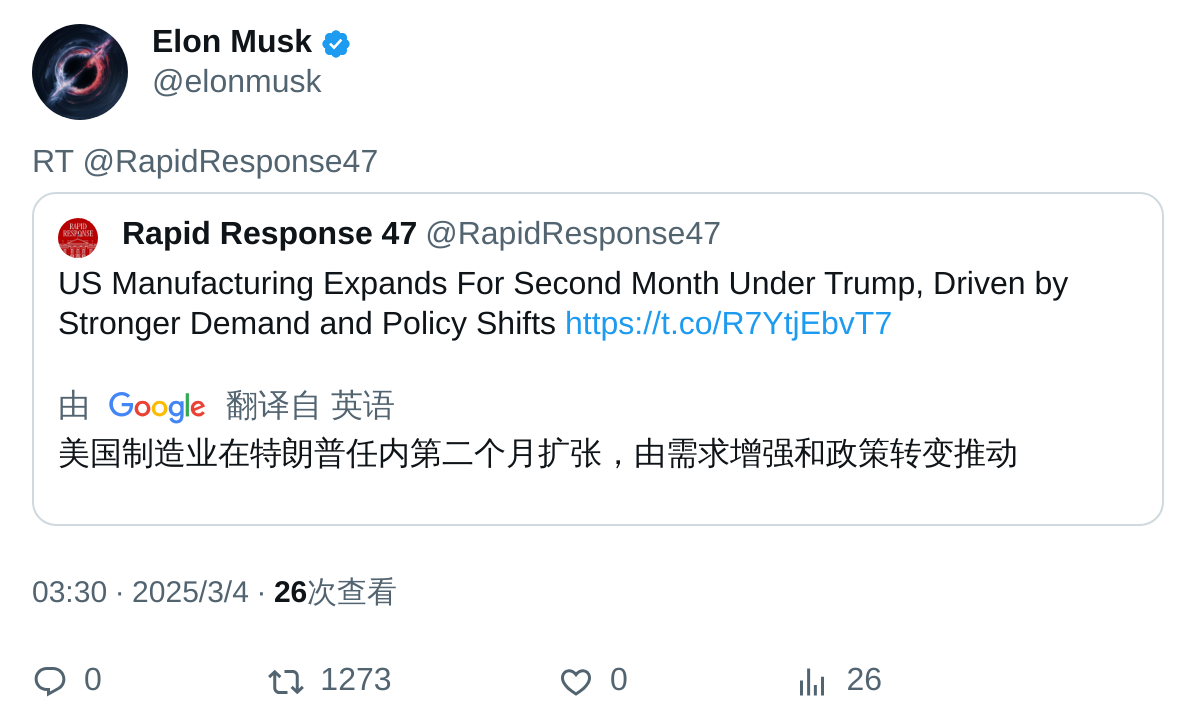 Elon Musk
@elonmusk
RT @RapidResponse47
RAPID
RESPONSE
Rapid Response 47 @RapidResponse47
US Manufacturing Expands For Second Month Under Trump, Driven by
Stronger Demand and Policy Shifts https://t.co/R7YtjEbvT7
由 Google 翻译自 英语
美国制造业在特朗普任内第二个月扩张，由需求增强和政策转变推动
03:30 · 2025/3/4 · 26次查看
0 1273 0 26